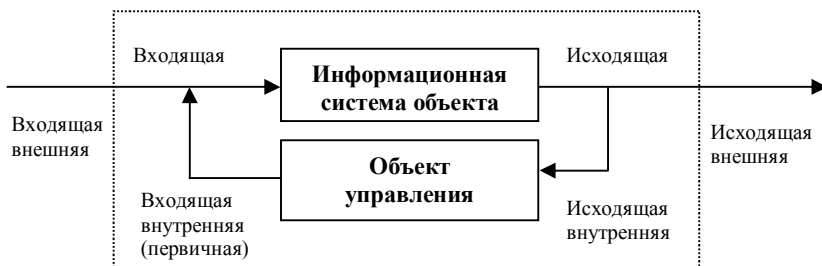 Входящая
Исходящая
Информационная
система объекта
Входящая
внешняя
Исходящая
внешняя
Объект
управления
Входящая
внутренняя
(первичная)
Исходящая
внутренняя